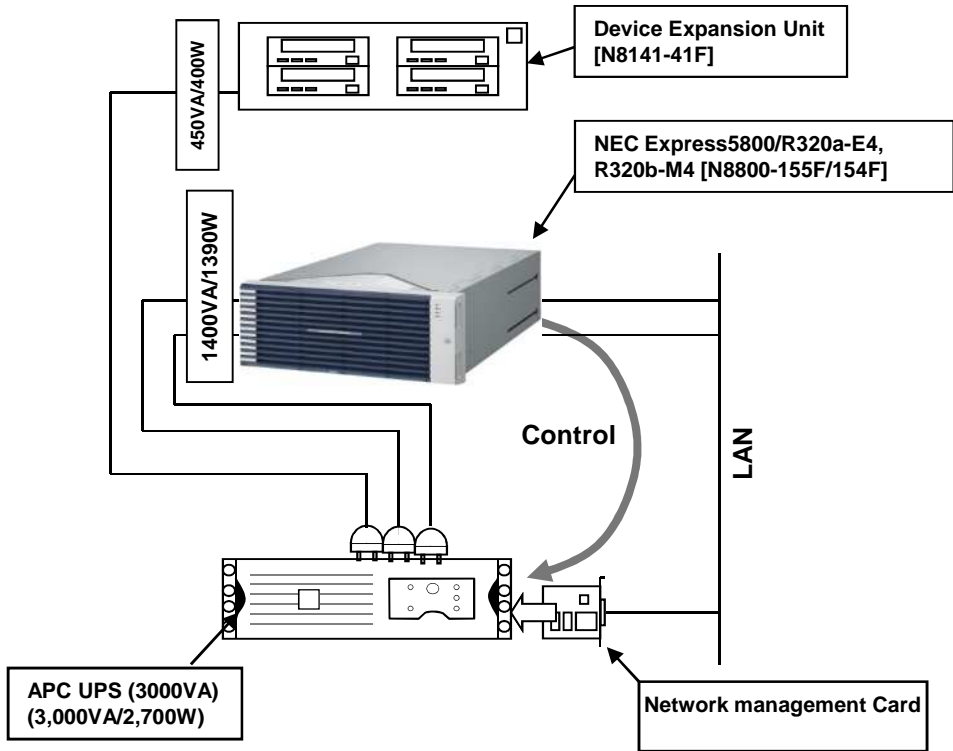 Device Expansion Unit
[N8141-41F]
450VA/400W
NEC Express5800/R320a-E4,
R320b-M4 [N8800-155F/154F]
1400VA/1390W
Control
LAN
APC UPS (3000VA)
(3,000VA/2,700W)
Network management Card